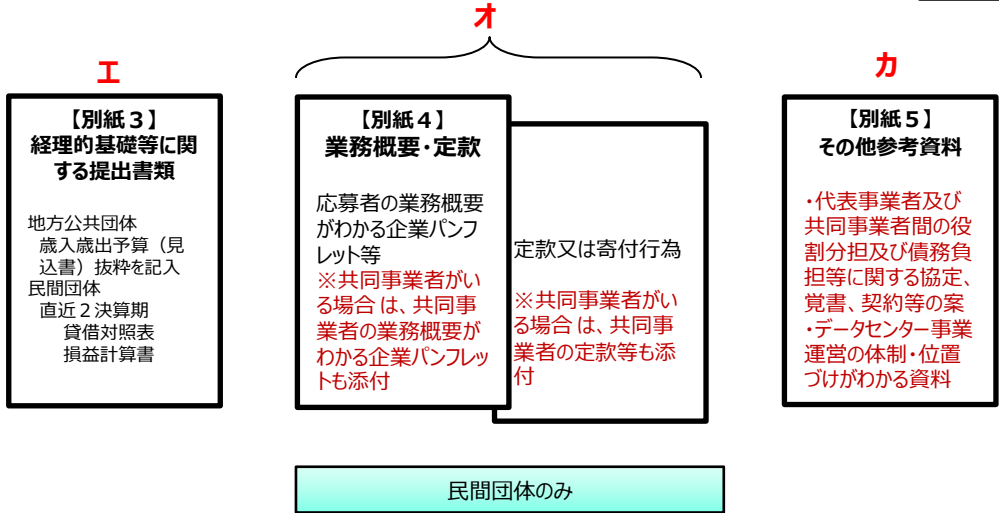 エ
【別紙３】
経理的基礎等に関
する提出書類
地方公共団体
歳入歳出予算（見
込書）抜粋を記入
民間団体
直近２決算期
貸借対照表
損益計算書
オ
【別紙４】
業務概要・定款
応募者の業務概要
がわかる企業パンフ
レット等
※共同事業者がい
る場合は、共同事
業者の業務概要が
わかる企業パンフレッ
トも添付
定款又は寄付行為
※共同事業者がい
る場合は、共同事
業者の定款等も添
付
カ
【別紙５】
その他参考資料
・代表事業者及び
共同事業者間の役
割分担及び債務負
担等に関する協定、
覚書、契約等の案
・データセンター事業
運営の体制・位置
づけがわかる資料
民間団体のみ